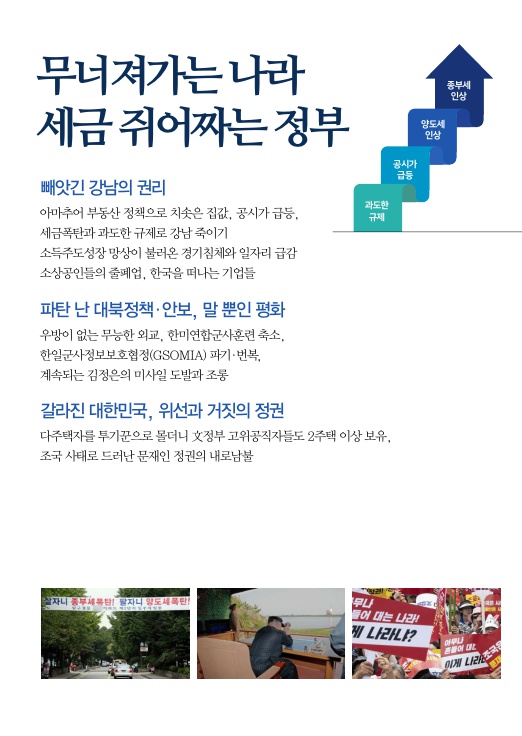 무너져가는 나라
세금 쥐어짜는 정부
종부세
인상
양도세
인상
공시가
급등
과도한
규제
빼앗긴 강남의 권리
아마추어 부동산 정책으로 치솟은 집값, 공시가 급등,
세금폭탄과 과도한 규제로 강남 죽이기
소득주도성장 망상이 불러온 경기침체와 일자리 급감
소상공인들의 줄폐업, 한국을 떠나는 기업들
파탄 난 대북정책·안보, 말 뿐인 평화
우방이 없는 무능한 외교, 한미연합군사훈련 축소,
한일군사정보보호협정(GSOMIA) 파기·번복,
계속되는 김정은의 미사일 도발과 조롱
갈라진 대한민국, 위선과 거짓의 정권
다주택자를 투기꾼으로 몰더니 文정부 고위공직자들도 2주택 이상 보유,
조국 사태로 드러난 문재인 정권의 내로남불
살자니 종부세폭탄! 팔자니 양도세폭탄!
이게 나라냐?